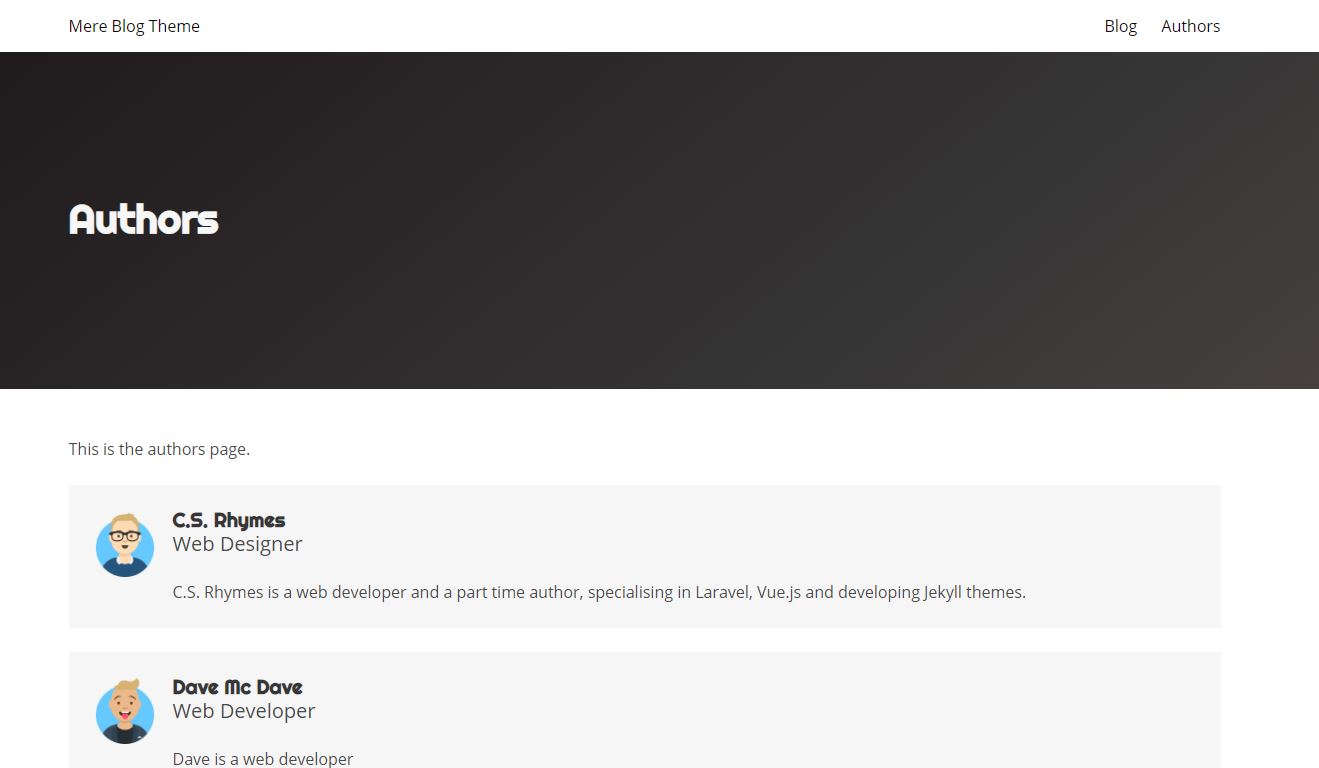 Mere Blog Theme
Blog
Authors
Authors
This is the authors page.
C.S. Rhymes
Web Designer
C.S. Rhymes is a web developer and a part time author, specialising in Laravel, Vue.js and developing Jekyll themes.
Dave Mc Dave
Web Developer
Dave is a web developer